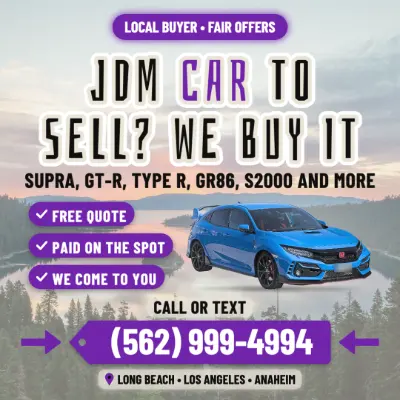 LOCAL BUYER • FAIR OFFERS
JDM CAR TO
SELL? WE BUY IT
SUPRA, GT-R, TYPE R, GR86, S2000 AND MORE
FREE QUOTE
PAID ON THE SPOT
WE COME TO YOU
CALL OR TEXT
(562) 999-4994
LONG BEACH • LOS ANGELES • ANAHEIM